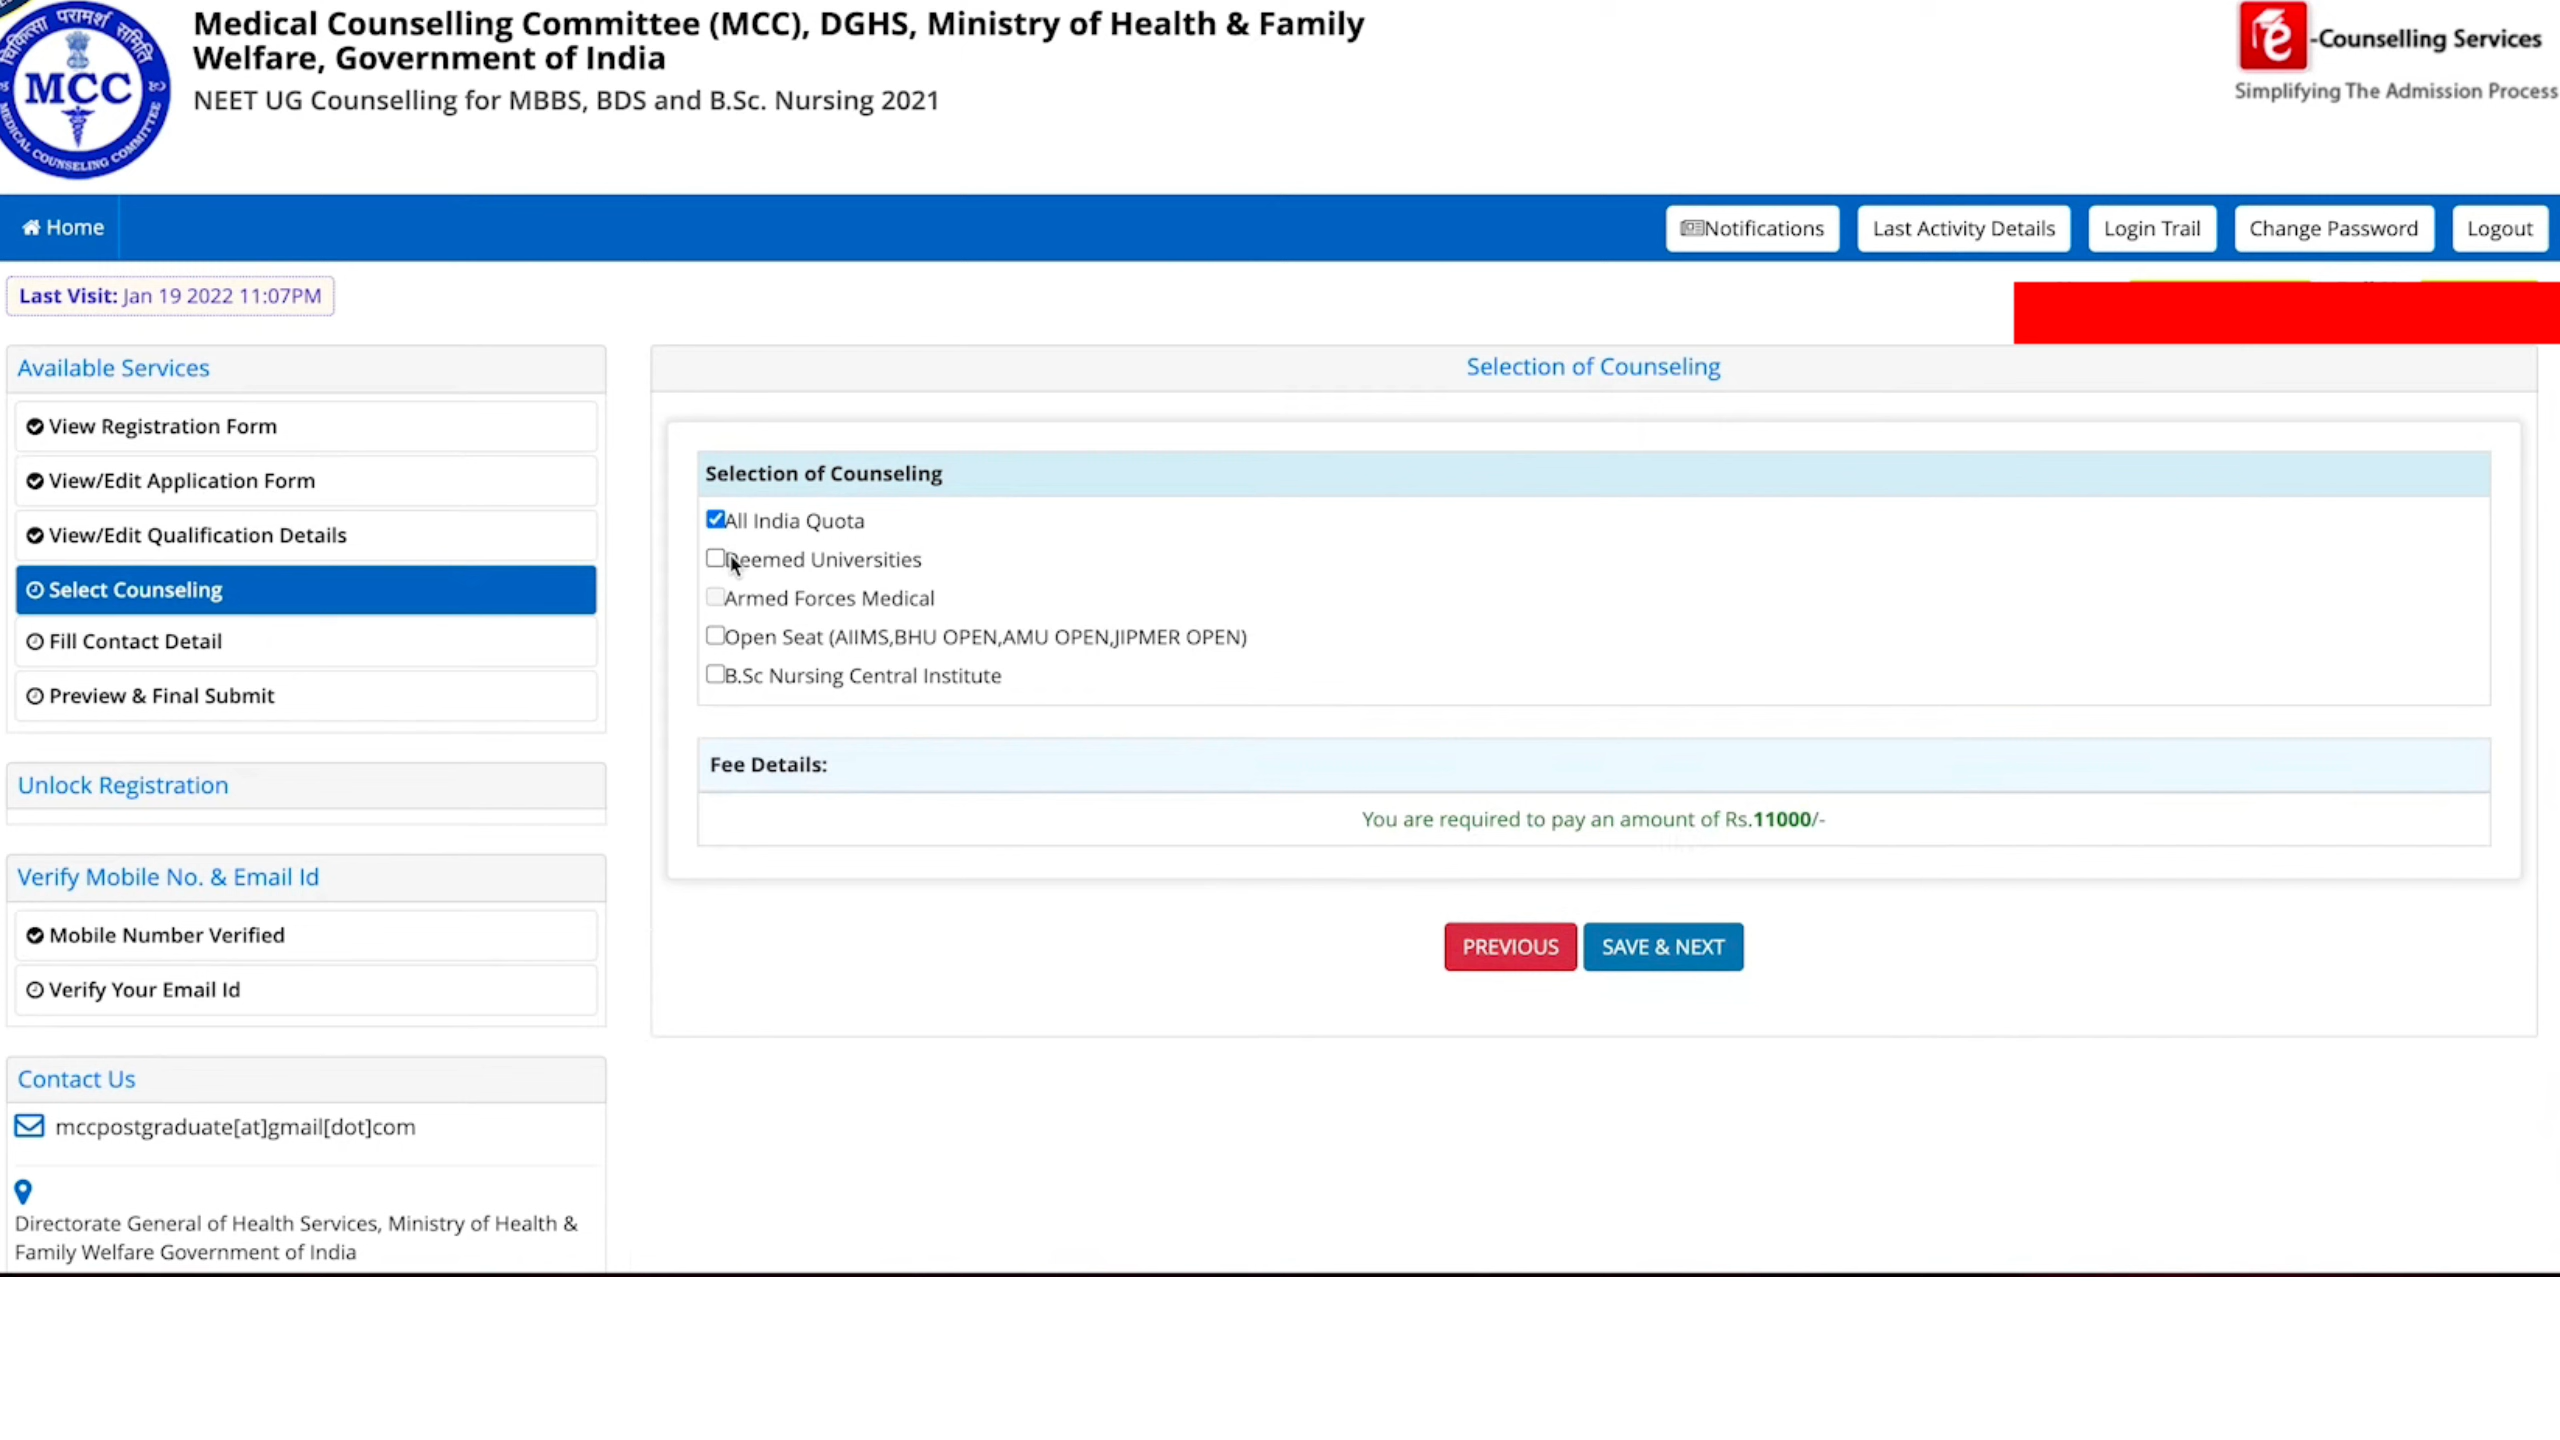 चिकित्सा परामर्श समिति
MCC
MEDICAL COUNSELING COMMITTEE
Medical Counselling Committee (MCC), DGHS, Ministry of Health & Family
Welfare, Government of India
NEET UG Counselling for MBBS, BDS and B.Sc. Nursing 2021
e -Counselling Services
Simplifying The Admission Process
Home
Notifications
Last Activity Details
Login Trail
Change Password
Logout
Last Visit: Jan 19 2022 11:07PM
Available Services
View Registration Form
View/Edit Application Form
View/Edit Qualification Details
Select Counseling
Fill Contact Detail
Preview & Final Submit
Unlock Registration
Verify Mobile No. & Email Id
Mobile Number Verified
Verify Your Email Id
Contact Us
mccpostgraduate[at]gmail[dot]com
Directorate General of Health Services, Ministry of Health &
Family Welfare Government of India
Selection of Counseling
Selection of Counseling
All India Quota
Deemed Universities
Armed Forces Medical
Open Seat (AIIMS,BHU OPEN,AMU OPEN,JIPMER OPEN)
B.Sc Nursing Central Institute
Fee Details:
You are required to pay an amount of Rs.11000/-
PREVIOUS
SAVE & NEXT